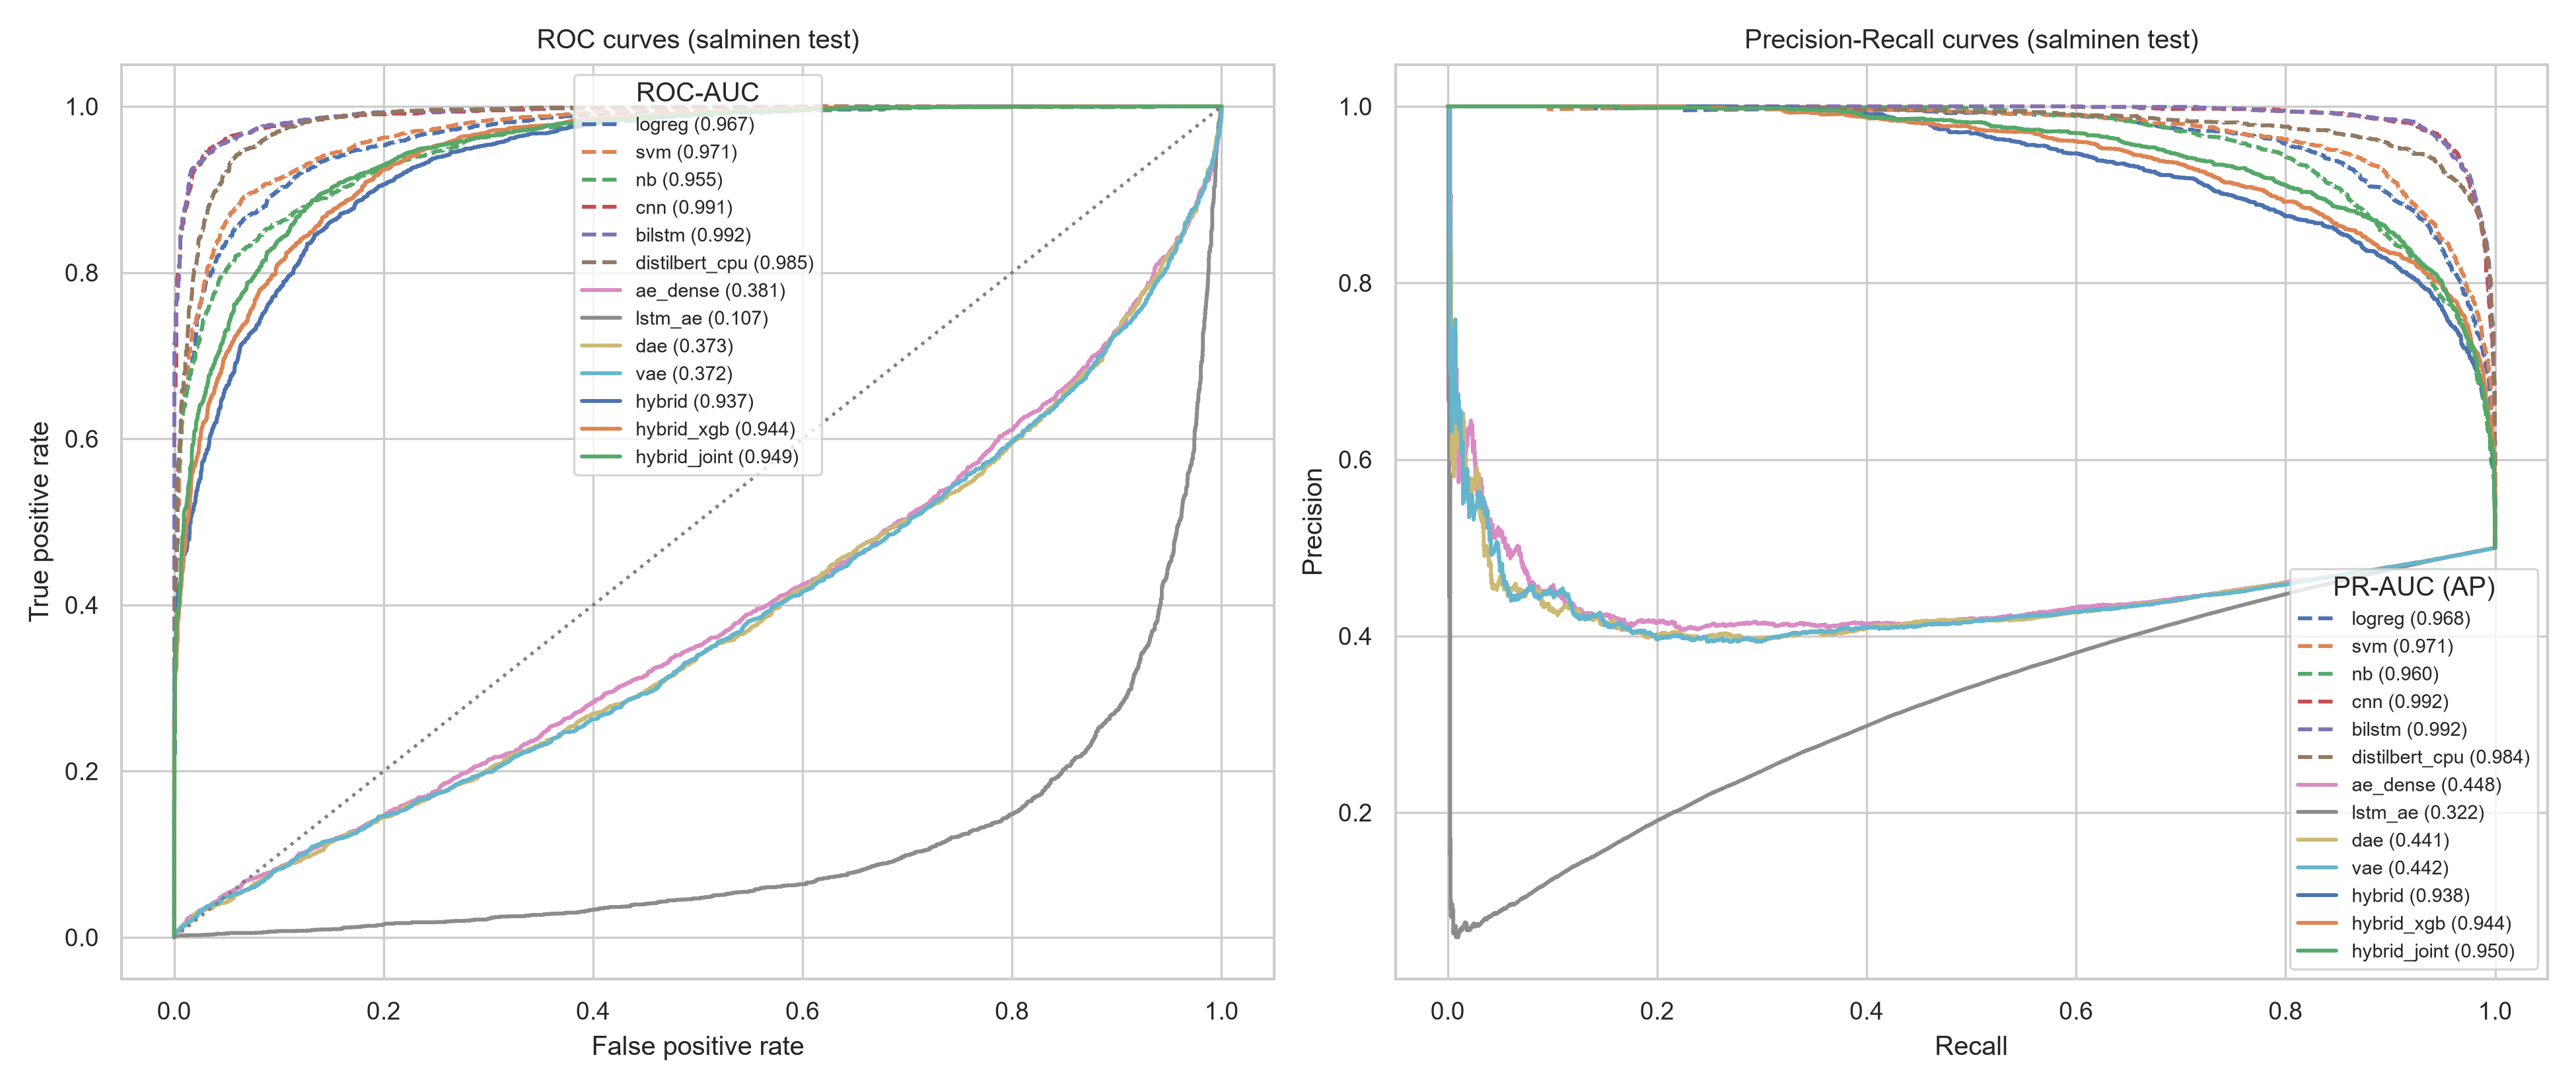 ROC curves (salminen test)
ROC-AUC
logreg (0.967)
svm (0.971)
nb (0.955)
cnn (0.991)
bilstm (0.992)
distilbert_cpu (0.985)
ae_dense (0.381)
lstm_ae (0.107)
dae (0.373)
vae (0.372)
hybrid (0.937)
hybrid_xgb (0.944)
hybrid_joint (0.949)
True positive rate
1.0
0.8
0.6
0.4
0.2
0.0
0.0 0.2 0.4 0.6 0.8 1.0
False positive rate
Precision-Recall curves (salminen test)
Precision
1.0
0.8
0.6
0.4
0.2
PR-AUC (AP)
logreg (0.968)
svm (0.971)
nb (0.960)
cnn (0.992)
bilstm (0.992)
distilbert_cpu (0.984)
ae_dense (0.448)
lstm_ae (0.322)
dae (0.441)
vae (0.442)
hybrid (0.938)
hybrid_xgb (0.944)
hybrid_joint (0.950)
0.0 0.2 0.4 0.6 0.8 1.0
Recall